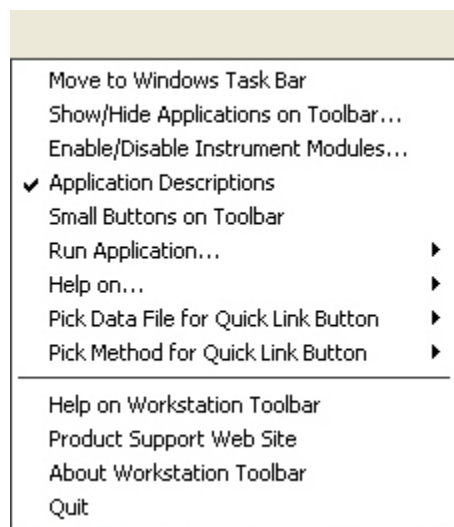 Move to Windows Task Bar
Show/Hide Applications on Toolbar...
Enable/Disable Instrument Modules...
Application Descriptions
Small Buttons on Toolbar
Run Application...
Help on...
Pick Data File for Quick Link Button
Pick Method for Quick Link Button
Help on Workstation Toolbar
Product Support Web Site
About Workstation Toolbar
Quit